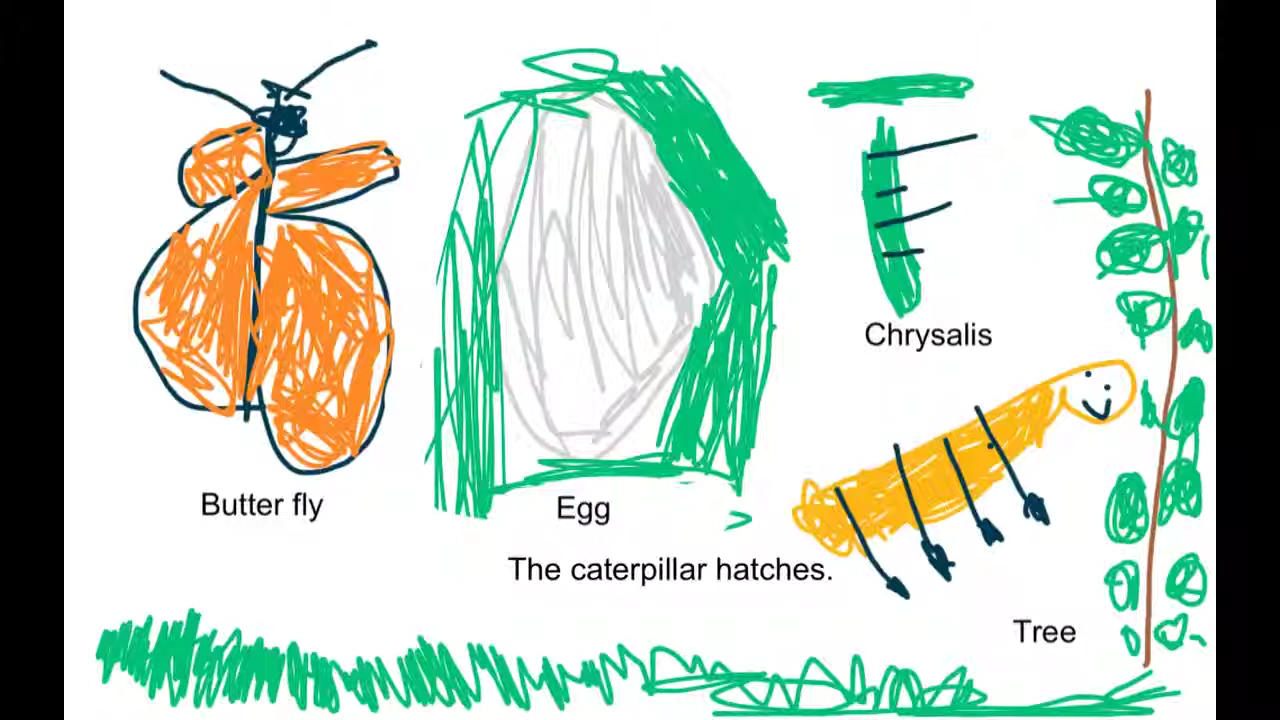 Chrysalis
Butter fly
Egg
The caterpillar hatches.
Tree